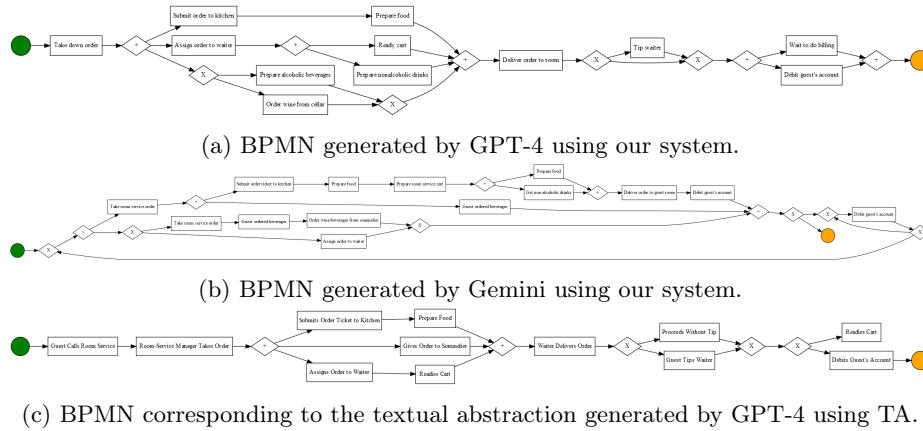 Submit order to kitchen
Prepare food
Take down order
+
Assign order to waiter
+
Ready cart
+
Deliver order to room
X
Tip waiter
X
+
Wait to do billing
Debit guest's account
+
X
Prepare alcoholic beverages
Prepare nonalcoholic drinks
Order wine from cellar
X
(a) BPMN generated by GPT-4 using our system.
Prepare food
Submit order ticket to kitchen
Prepare food
Prepare room service cart
+
Get nonalcoholic drinks
+
Deliver order to guest room
Debit guest's account
Take room service order
+
Guest ordered beverages
+
X
X
Debit guest's account
Take room service order
Guest ordered beverages
Order wine/beverages from sommelier
X
+
X
Assign order to waiter
X
X
(b) BPMN generated by Gemini using our system.
Submits Order Ticket to Kitchen
Prepare Food
Proceeds Without Tip
Readies Cart
Guest Calls Room Service
Room-Service Manager Takes Order
+
Gives Order to Sommelier
+
Waiter Delivers Order
X
X
X
Assigns Order to Waiter
Readies Cart
Guest Tips Waiter
Debits Guest's Account
(c) BPMN corresponding to the textual abstraction generated by GPT-4 using TA.